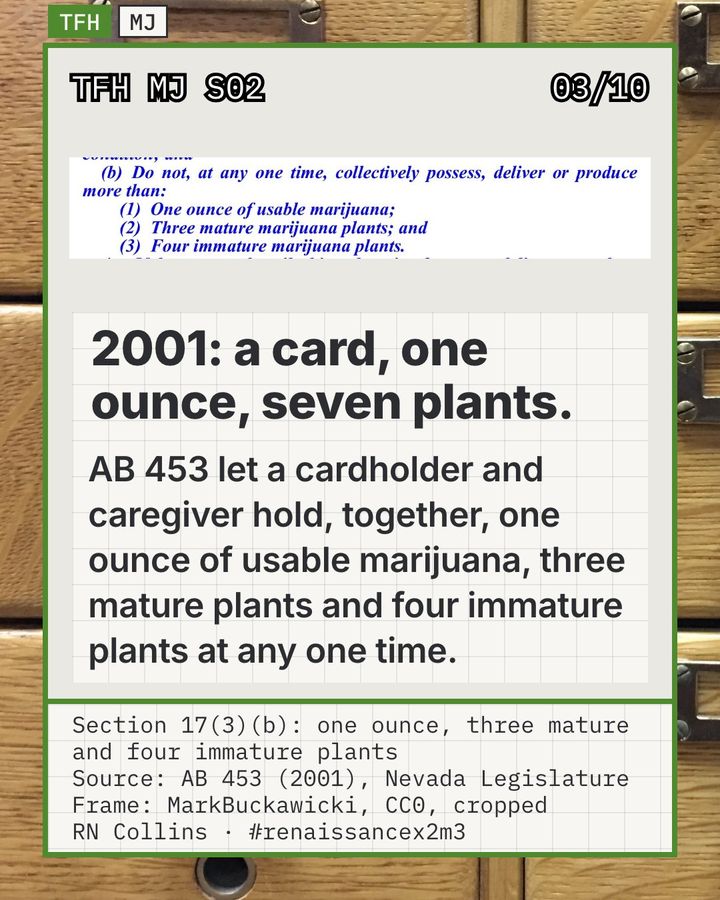 TFH MJ
TFH MJ S02 03/10
condition; and
(b) Do not, at any one time, collectively possess, deliver or produce
more than:
(1) One ounce of usable marijuana;
(2) Three mature marijuana plants; and
(3) Four immature marijuana plants.
2001: a card, one
ounce, seven plants.
AB 453 let a cardholder and
caregiver hold, together, one
ounce of usable marijuana, three
mature plants and four immature
plants at any one time.
Section 17(3)(b): one ounce, three mature
and four immature plants
Source: AB 453 (2001), Nevada Legislature
Frame: MarkBuckawicki, CC0, cropped
RN Collins · #renaissancex2m3